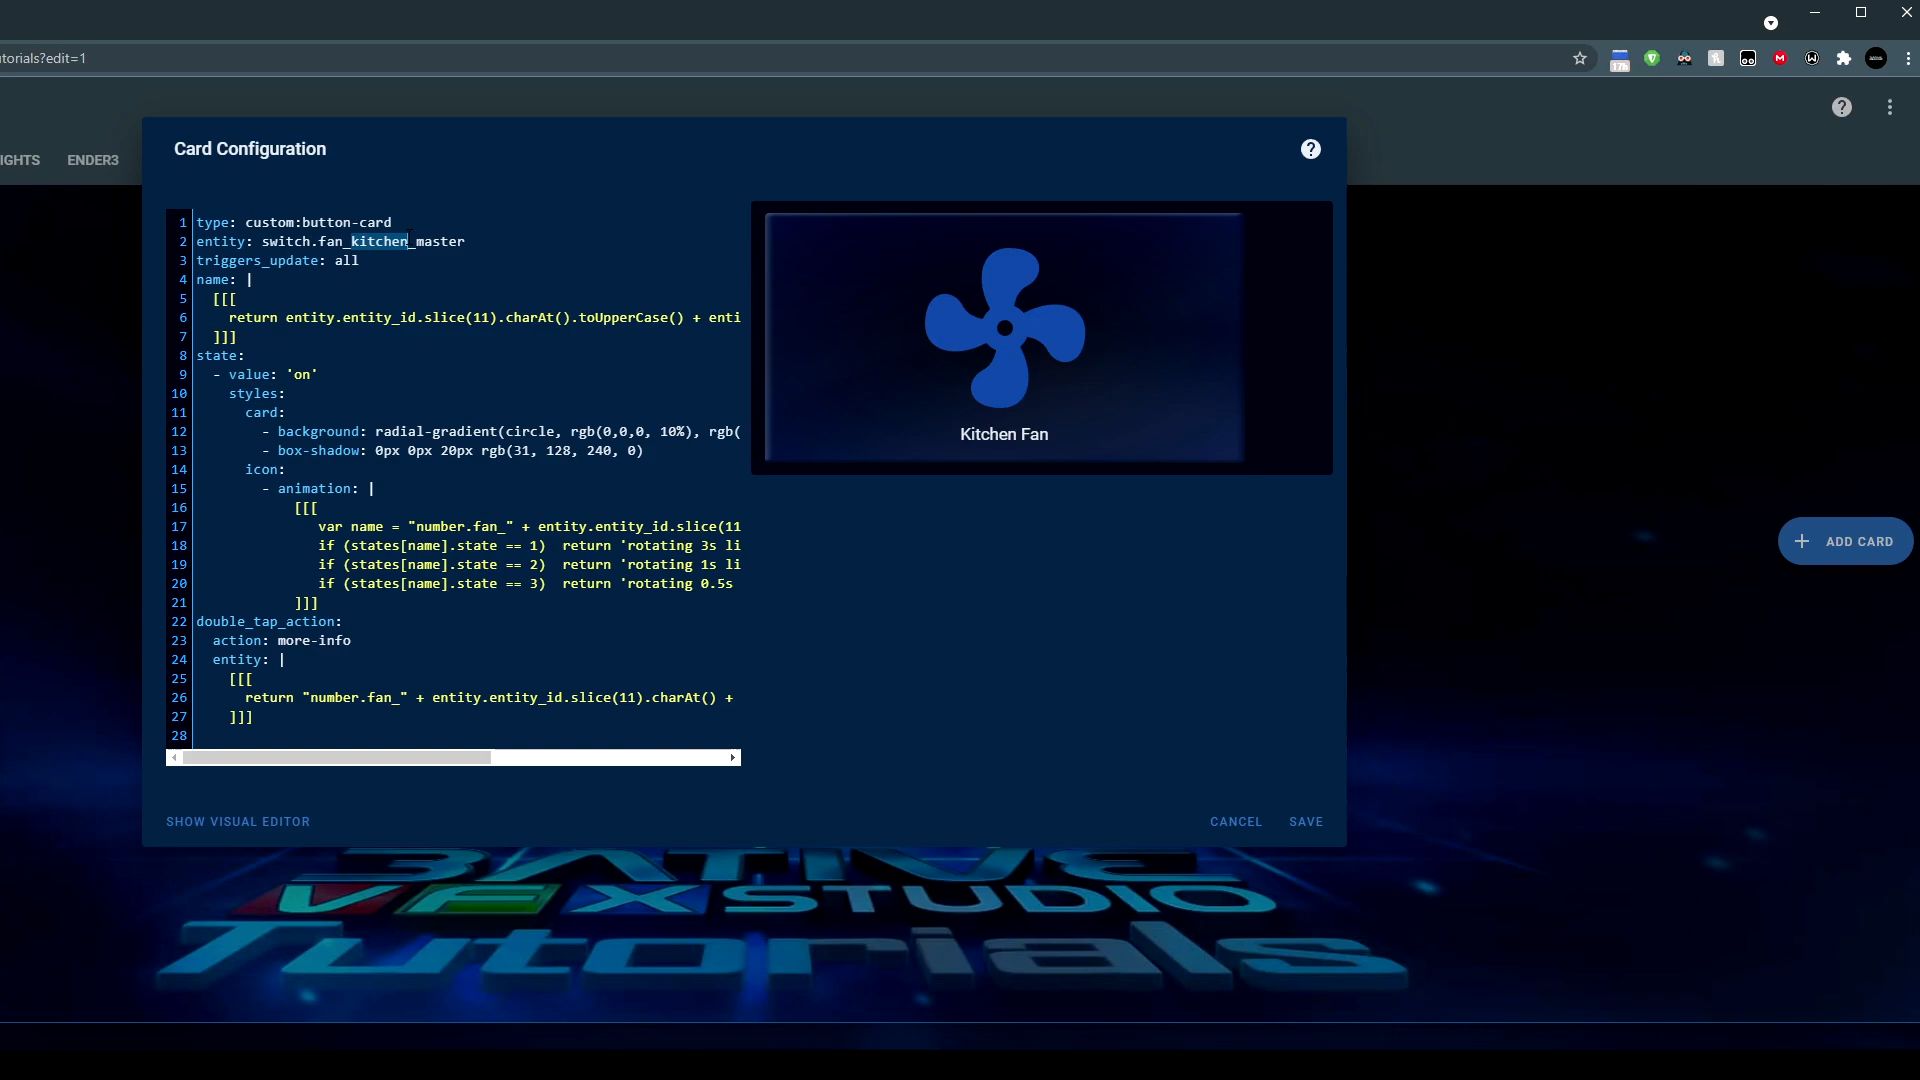 torials?edit=1
17h
IGHTS ENDER3
Card Configuration
1 type: custom:button-card
2 entity: switch.fan_kitchen_master
3 triggers_update: all
4 name: |
5 [[[
6 return entity.entity_id.slice(11).charAt().toUpperCase() + enti
7 ]]]
8 state:
9 - value: 'on'
10 styles:
11 card:
12 - background: radial-gradient(circle, rgb(0,0,0, 10%), rgb(
13 - box-shadow: 0px 0px 20px rgb(31, 128, 240, 0)
14 icon:
15 - animation: |
16 [[[
17 var name = "number.fan_" + entity.entity_id.slice(11
18 if (states[name].state == 1)  return 'rotating 3s li
19 if (states[name].state == 2)  return 'rotating 1s li
20 if (states[name].state == 3)  return 'rotating 0.5s
21 ]]]
22 double_tap_action:
23 action: more-info
24 entity: |
25 [[[
26 return "number.fan_" + entity.entity_id.slice(11).charAt() +
27 ]]]
28
Kitchen Fan
+ ADD CARD
SHOW VISUAL EDITOR
CANCEL SAVE
VFX STUDIO
Tutorials